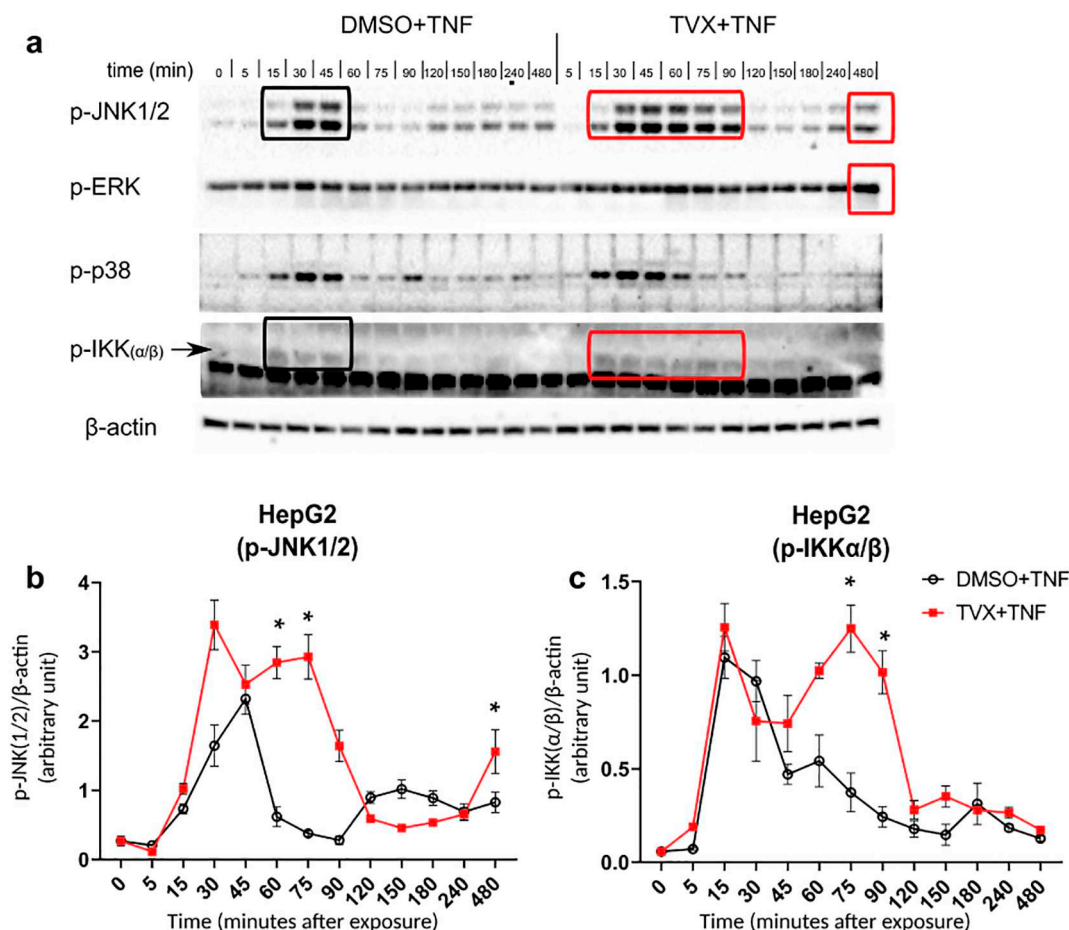 a
DMSO+TNF TVX+TNF
time (min) 0 5 15 30 45 60 75 90 120 150 180 240 480 5 15 30 45 60 75 90 120 150 180 240 480
p-JNK1/2
p-ERK
p-p38
p-IKK(α/β)
β-actin
b
HepG2
(p-JNK1/2)
p-JNK(1/2)/β-actin
(arbitrary unit)
4
3
2
1
0
* * *
0 5 15 30 45 60 75 90 120 150 180 240 480
Time (minutes after exposure)
c
HepG2
(p-IKKα/β)
DMSO+TNF
TVX+TNF
p-IKK(α/β)/β-actin
(arbitrary unit)
1.5
1.0
0.5
0.0
* *
0 5 15 30 45 60 75 90 120 150 180 240 480
Time (minutes after exposure)